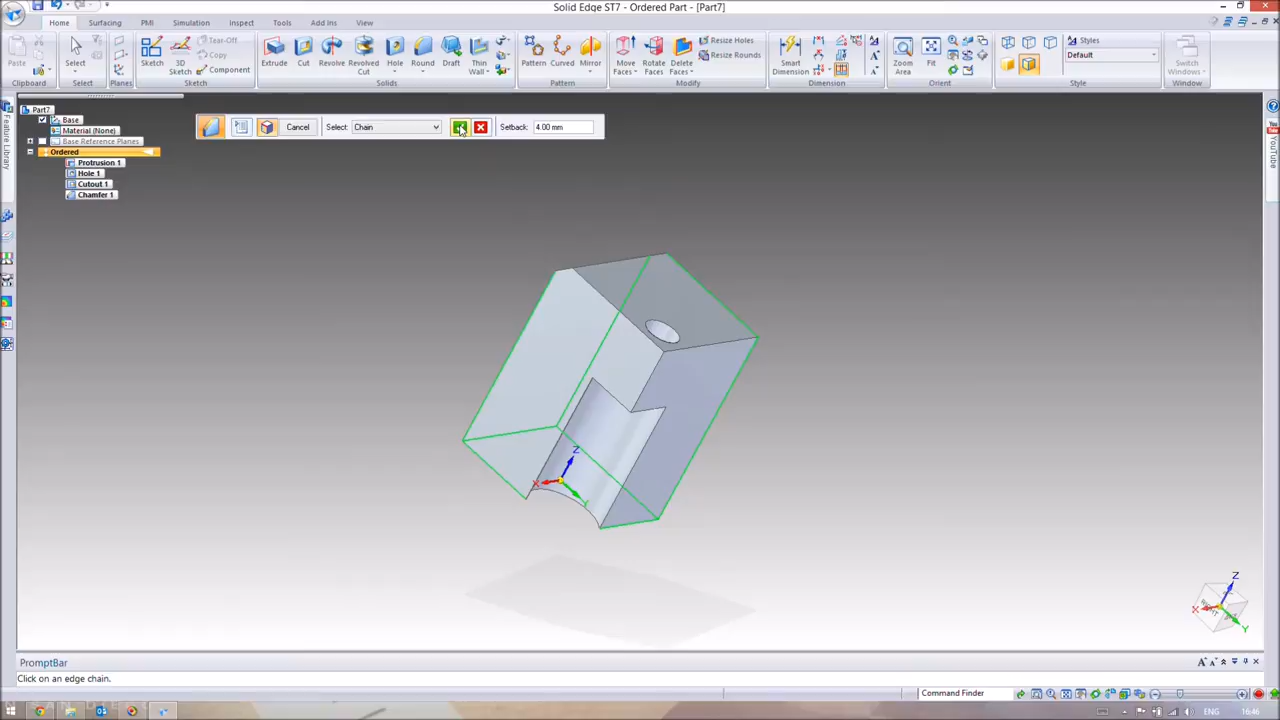 Solid Edge ST7 - Ordered Part - [Part7]
Home Surfacing PMI Simulation Inspect Tools Add Ins View
Paste
Select
Tear-Off
Copy
Component
Sketch
3D
Sketch
Extrude
Cut
Revolve
Revolved
Cut
Hole
Round
Draft
Thin
Wall
Pattern
Curved
Mirror
Move
Faces
Rotate
Faces
Delete
Faces
Resize Holes
Resize Rounds
Smart
Dimension
Zoom
Area
Fit
Styles
Default
Switch
Windows
Clipboard Select Planes Sketch Solids Pattern Modify Dimension Orient Style Window
Feature Library
YouTube
Part7
Base
Material (None)
Base Reference Planes
Ordered
Protrusion 1
Hole 1
Cutout 1
Chamfer 1
Cancel Select: Chain Setback: 4.00 mm
Z
X
Y
Z
X
Y
PromptBar
Click on an edge chain.
Command Finder
ENG 16:46